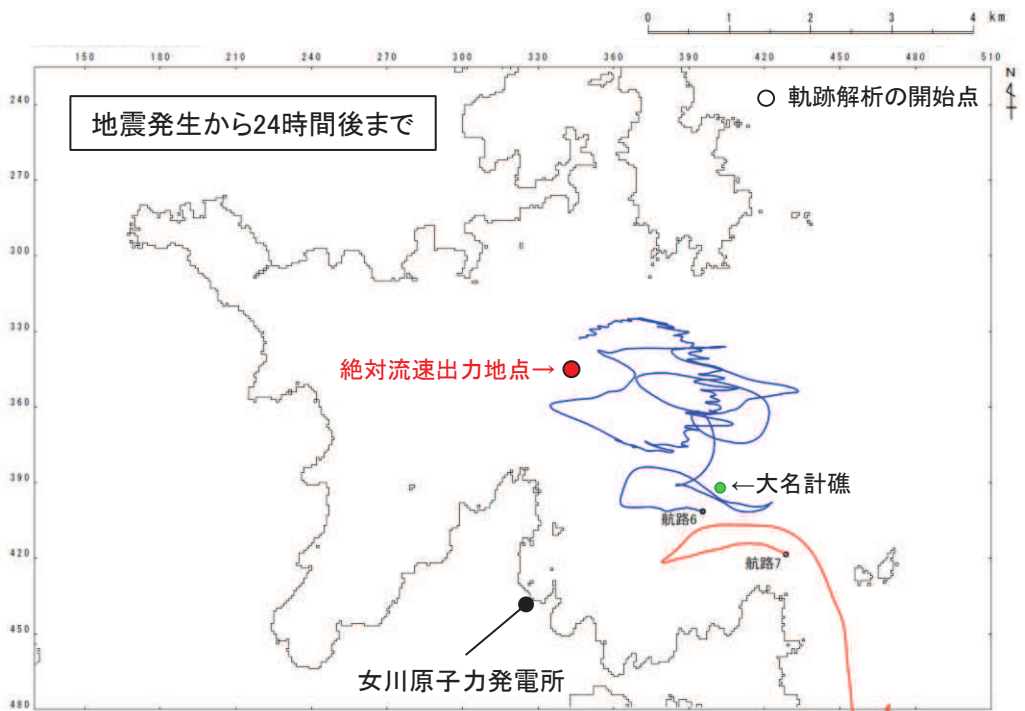 0 1 2 3 4 km
150 180 210 240 270 300 330 360 390 420 450 480 510
N
240
地震発生から24時間後まで
○ 軌跡解析の開始点
270
300
330
絶対流速出力地点→
360
390
←大名計礁
航路6
420
航路7
450
女川原子力発電所
480